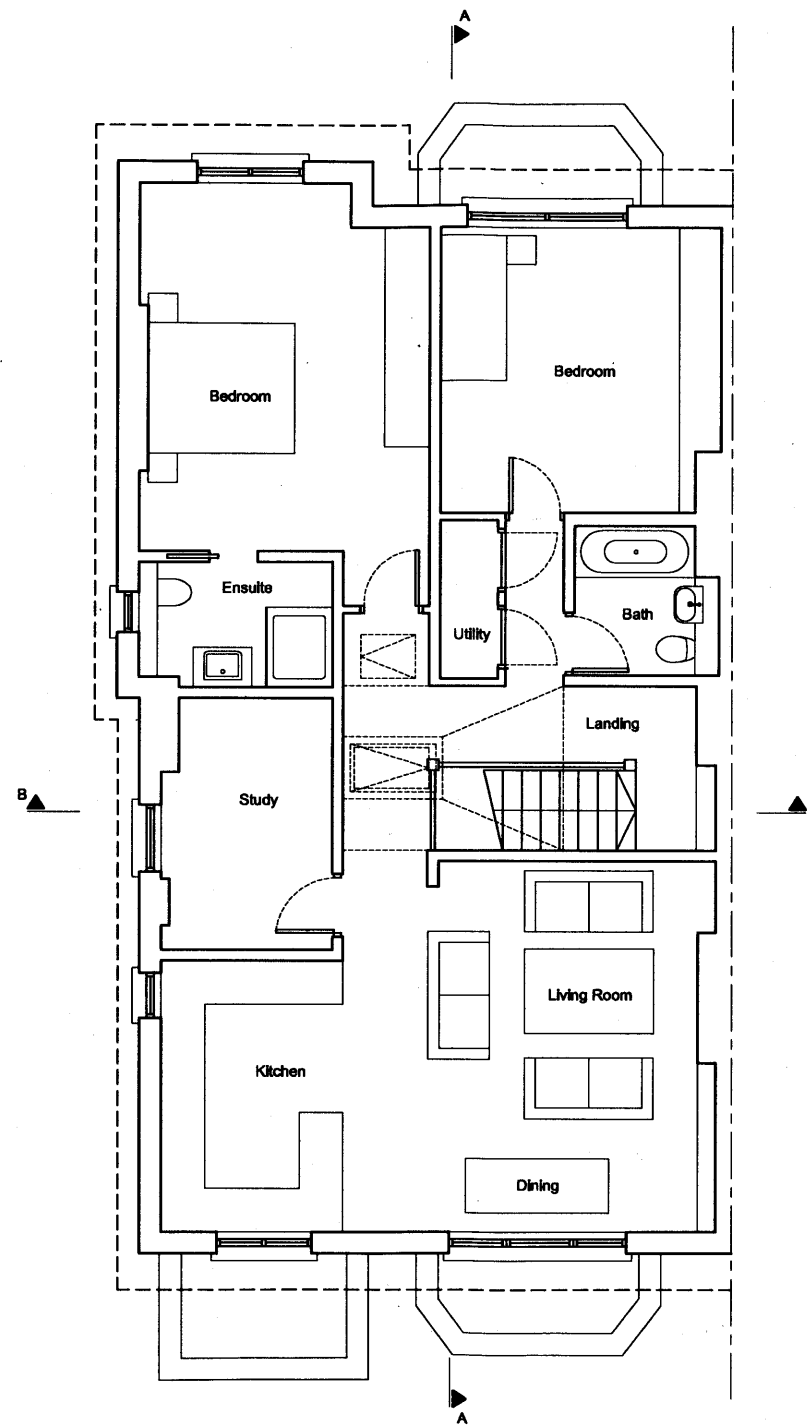 A
Bedroom
Bedroom
Ensuite
Bath
Utility
Landing
B
Study
Living Room
Kitchen
Dining
A